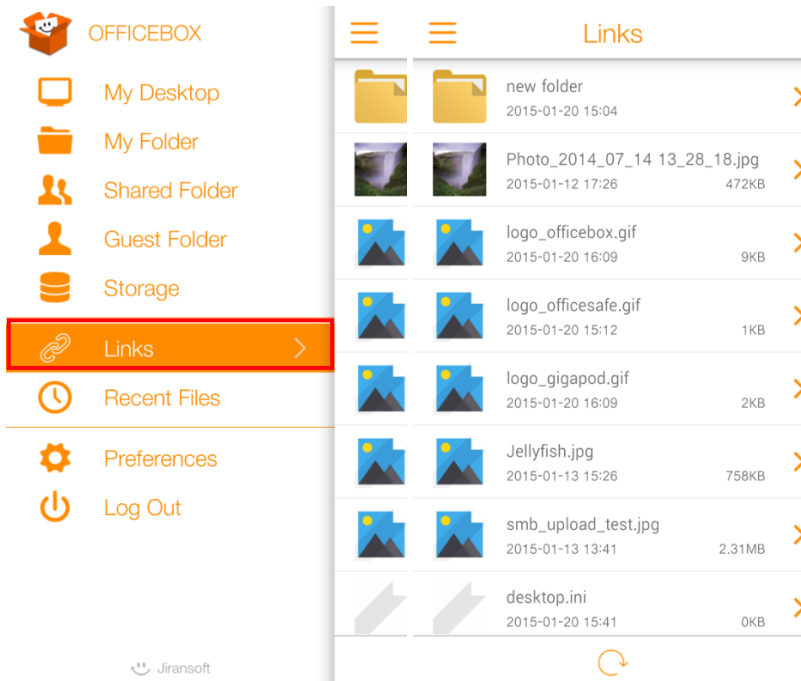 OFFICEBOX
My Desktop
My Folder
Shared Folder
Guest Folder
Storage
Links
Recent Files
Preferences
Log Out
Jiransoft
Links
new folder
2015-01-20 15:04
Photo_2014_07_14 13_28_18.jpg
2015-01-12 17:26 472KB
logo_officebox.gif
2015-01-20 16:09 9KB
logo_officesafe.gif
2015-01-20 15:12 1KB
logo_gigapod.gif
2015-01-20 16:09 2KB
Jellyfish.jpg
2015-01-13 15:26 758KB
smb_upload_test.jpg
2015-01-13 13:41 2.31MB
desktop.ini
2015-01-20 15:41 0KB